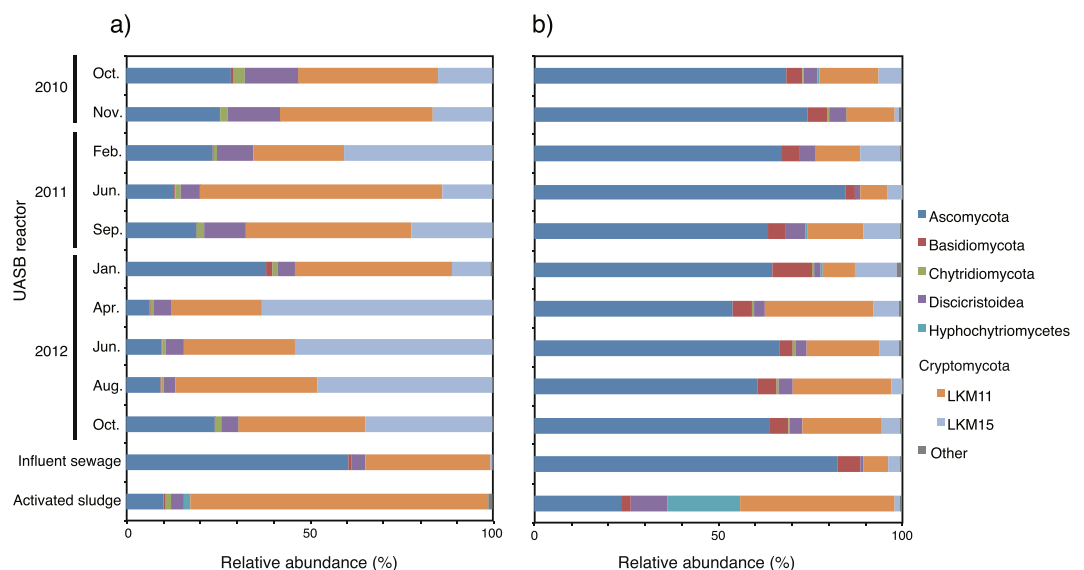 a)
b)
UASB reactor
2010
Oct.
Nov.
2011
Feb.
Jun.
Sep.
2012
Jan.
Apr.
Jun.
Aug.
Oct.
Influent sewage
Activated sludge
0
50
100
Relative abundance (%)
0
50
100
Relative abundance (%)
Ascomycota
Basidiomycota
Chytridiomycota
Discicristoidea
Hyphochytriomycetes
Cryptomycota
LKM11
LKM15
Other